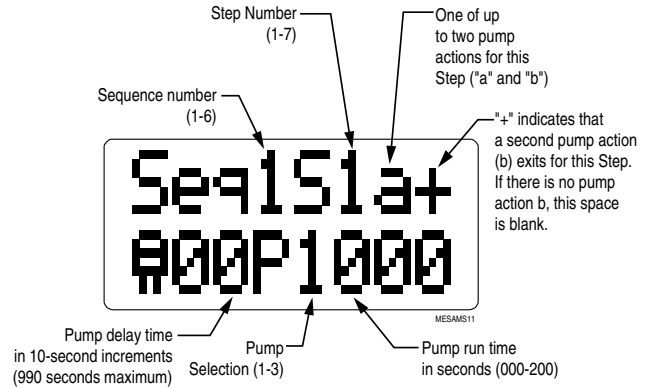 Step Number
(1-7)
One of up
to two pump
actions for this
Step ("a" and "b")
Sequence number
(1-6)
"+" indicates that
a second pump action
(b) exits for this Step.
If there is no pump
action b, this space
is blank.
Seq1S1a+
00P1000
MESAMS11
Pump delay time
in 10-second increments
(990 seconds maximum)
Pump
Selection (1-3)
Pump run time
in seconds (000-200)